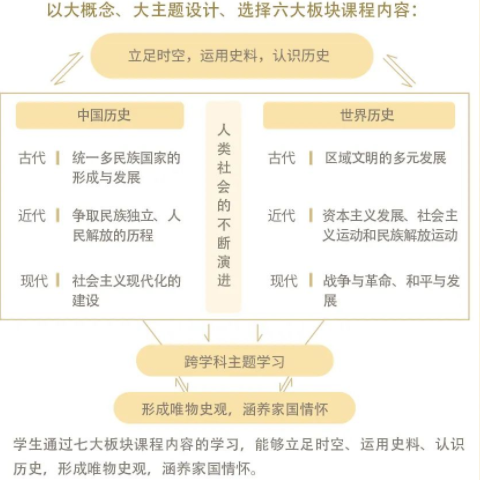 以大概念、大主题设计、选择六大板块课程内容：
立足时空，运用史料，认识历史
中国历史
古代
统一多民族国家的
形成与发展
近代
争取民族独立、人
民解放的历程
现代
社会主义现代化的
建设
人类社会的不断演进
世界历史
古代
区域文明的多元发展
近代
资本主义发展、社会主
义运动和民族解放运动
现代
战争与革命、和平与发
展
跨学科主题学习
形成唯物史观，涵养家国情怀
学生通过七大板块课程内容的学习，能够立足时空、运用史料、认识
历史，形成唯物史观，涵养家国情怀。